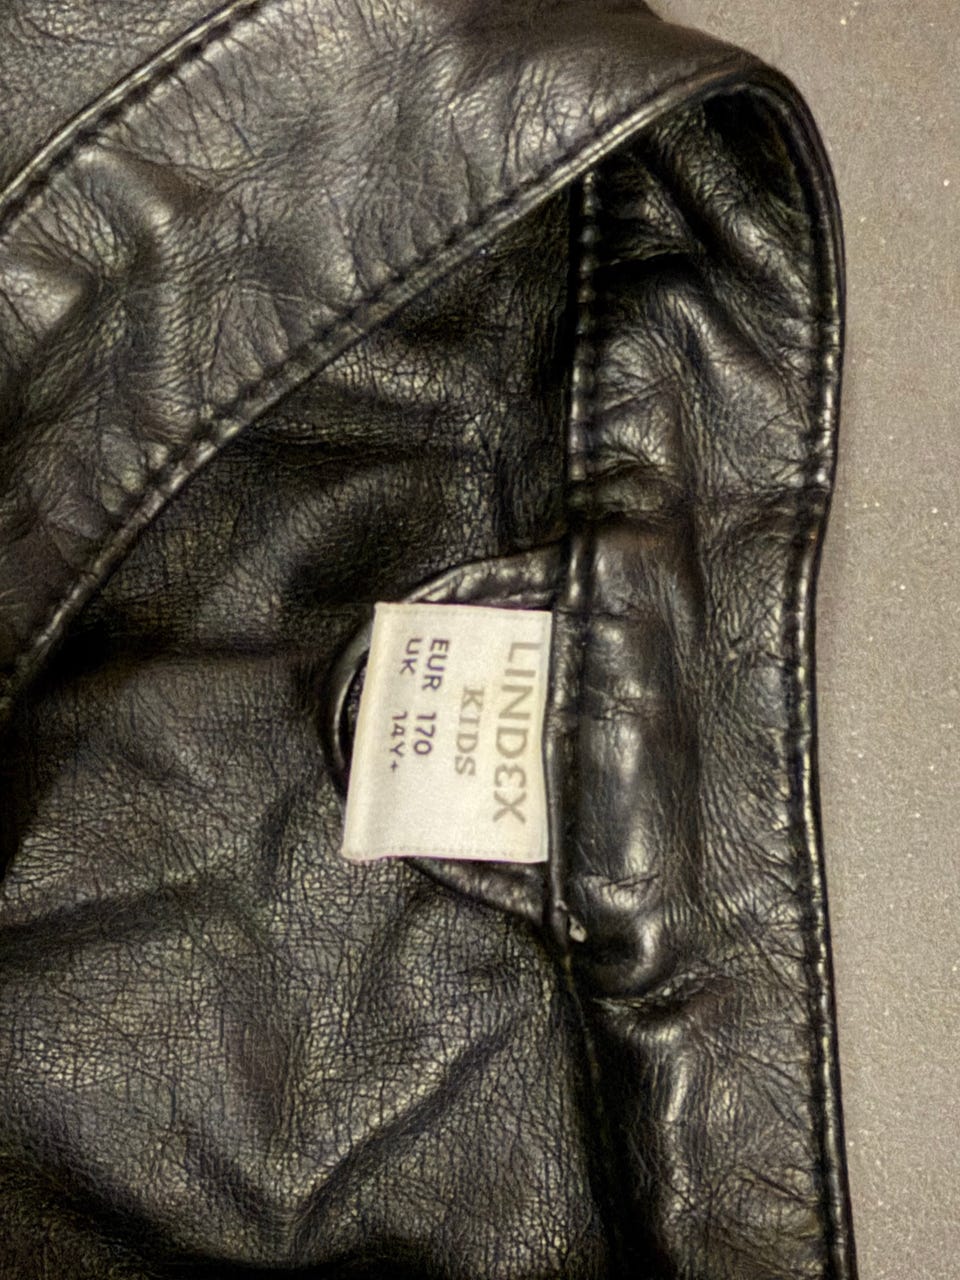 LINDEX
KIDS
EUR 170
UK 14Y+